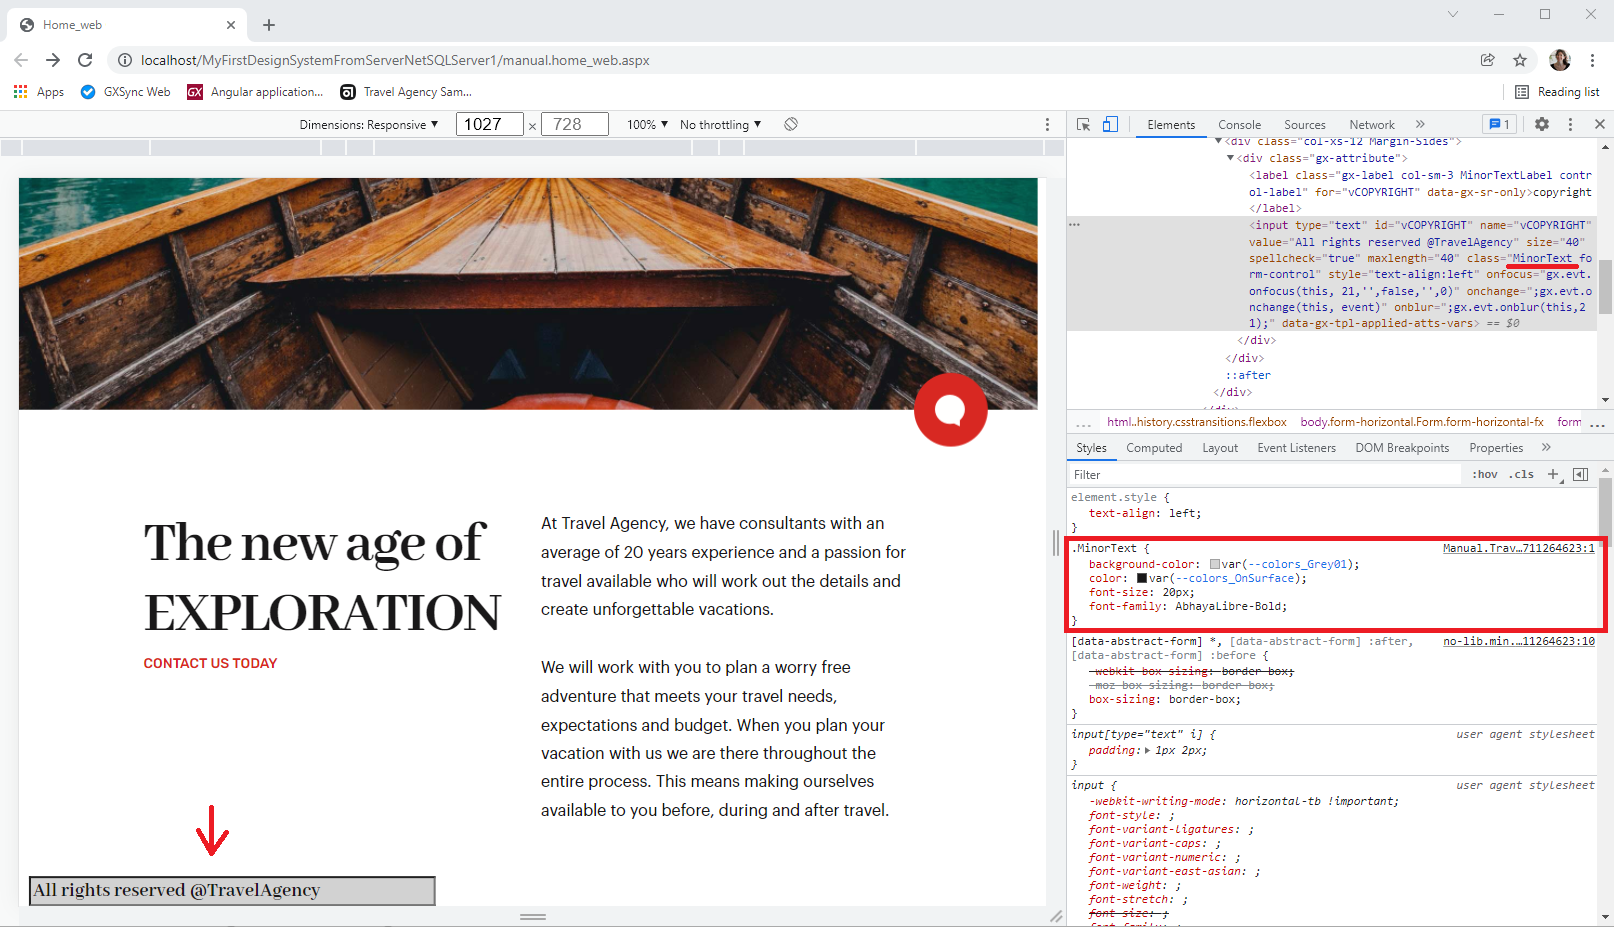 Home_web
localhost/MyFirstDesignSystemFromServerNetSQLServer1/manual.home_web.aspx
Apps GXSync Web GX Angular application... Travel Agency Sam... Reading list
Dimensions: Responsive ▼ 1027 × 728 100% ▼ No throttling ▼
Elements Console Sources Network » 1
▼<div class="col-xs-12 Margin-Sides">
▼<div class="gx-attribute">
<label class="gx-label col-sm-3 MinorTextLabel contr
ol-label" for="vCOPYRIGHT" data-gx-sr-only>copyright
</label>
<input type="text" id="vCOPYRIGHT" name="vCOPYRIGHT"
value="All rights reserved @TravelAgency" size="40"
spellcheck="true" maxlength="40" class="MinorText fo
rm-control" style="text-align:left" onfocus="gx.evt.
onfocus(this, 21,'',false,'',0)" onchange=";gx.evt.o
nchange(this, event)" onblur=";gx.evt.onblur(this,2
1);" data-gx-tpl-applied-atts-vars> == $0
</div>
</div>
::after
</div>
... html..history.csstransitions.flexbox body.form-horizontal.Form.form-horizontal-fx form ...
Styles Computed Layout Event Listeners DOM Breakpoints Properties »
Filter :hov .cls +
element.style {
text-align: left;
}
.MinorText { Manual.Trav…711264623:1
background-color: var(--colors_Grey01);
color: var(--colors_OnSurface);
font-size: 20px;
font-family: AbhayaLibre-Bold;
}
[data-abstract-form] *, [data-abstract-form] :after, no-lib.min.…11264623:10
[data-abstract-form] :before {
-webkit-box-sizing: border-box;
-moz-box-sizing: border-box;
box-sizing: border-box;
}
input[type="text" i] { user agent stylesheet
padding: ▶ 1px 2px;
}
input { user agent stylesheet
-webkit-writing-mode: horizontal-tb !important;
font-style: ;
font-variant-ligatures: ;
font-variant-caps: ;
font-variant-numeric: ;
font-variant-east-asian: ;
font-weight: ;
font-stretch: ;
font-size: ;
font-family: ;
The new age of
EXPLORATION
CONTACT US TODAY
At Travel Agency, we have consultants with an
average of 20 years experience and a passion for
travel available who will work out the details and
create unforgettable vacations.
We will work with you to plan a worry free
adventure that meets your travel needs,
expectations and budget. When you plan your
vacation with us we are there throughout the
entire process. This means making ourselves
available to you before, during and after travel.
All rights reserved @TravelAgency